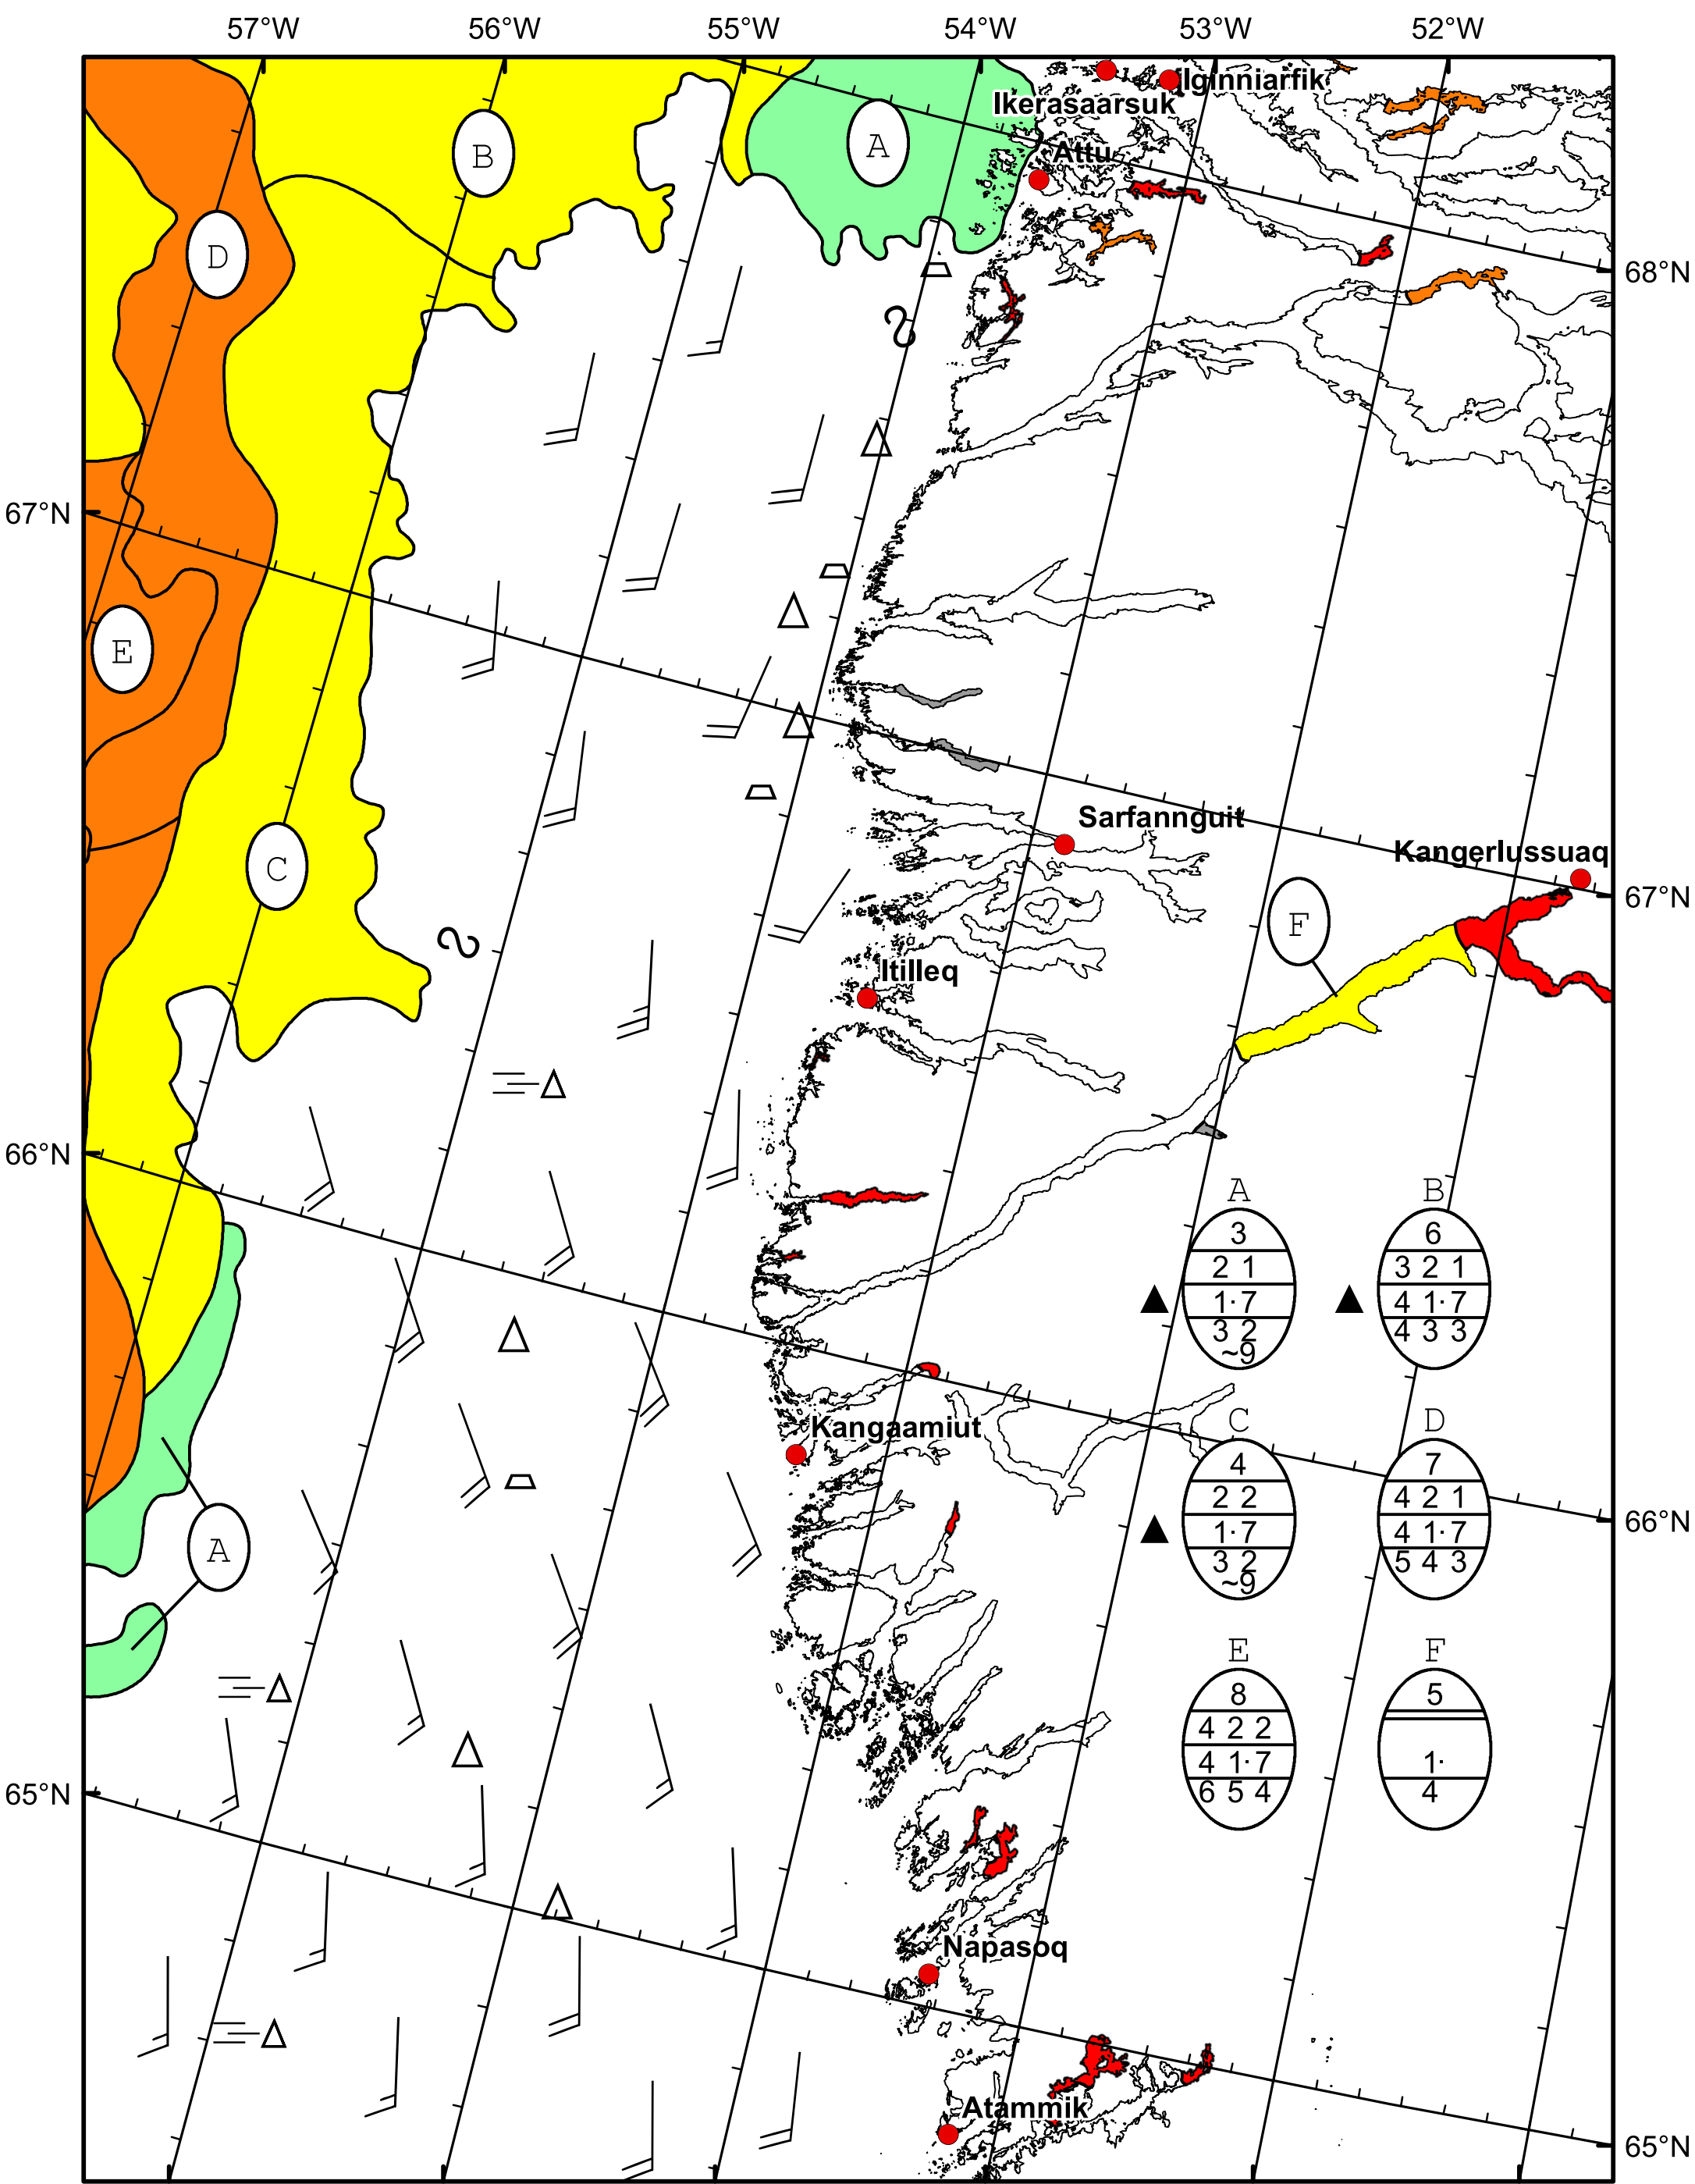 57°W 56°W 55°W 54°W 53°W 52°W
Iginniarfik
Ikerasaarsuk
B A
Attu
D
68°N
67°N
E
Sarfannguit
Kangerlussuaq
C
67°N
F
Itilleq
66°N
A B
3 6
2 1 3 2 1
1·7 4 1·7
3 2 4 3 3
~9
Kangaamiut
C D
4 7
2 2 4 2 1
66°N
1·7 4 1·7
A
3 2 5 4 3
~9
E F
8 5
4 2 2
4 1·7 1·
65°N
6 5 4 4
Napasoq
Atammik
65°N